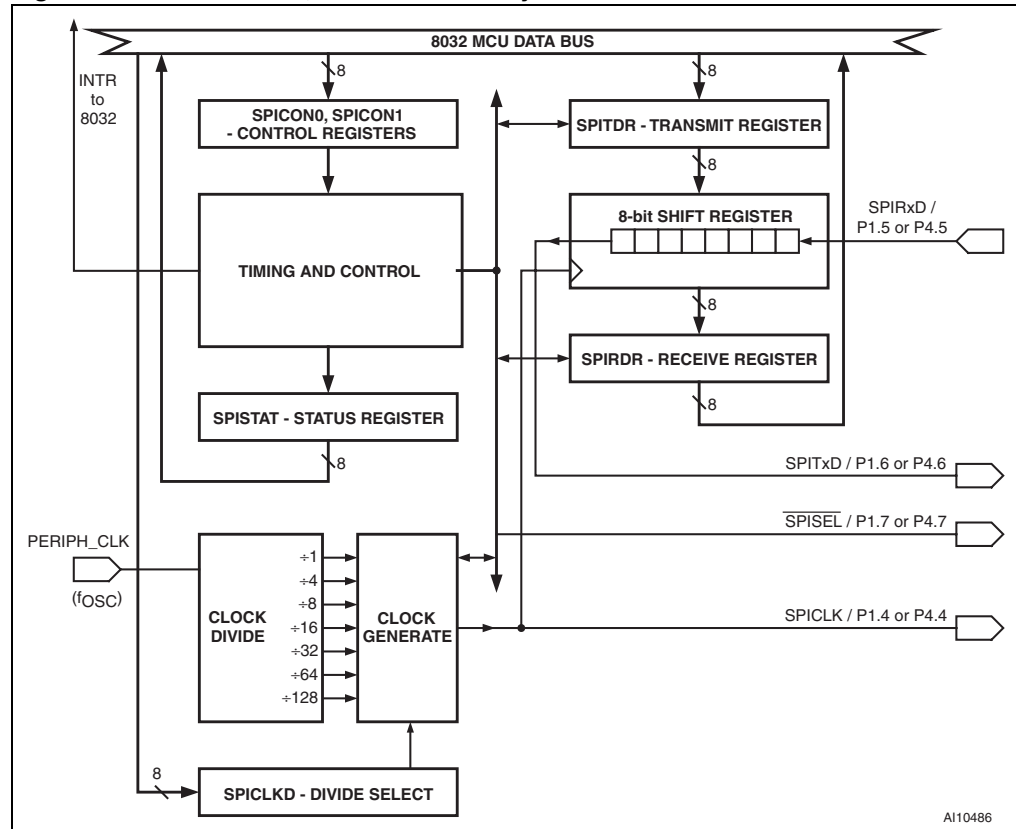 8032 MCU DATA BUS
INTR
to
8032
8
SPICON0, SPICON1
- CONTROL REGISTERS
8
SPITDR - TRANSMIT REGISTER
8
TIMING AND CONTROL
8-bit SHIFT REGISTER
SPIRxD /
P1.5 or P4.5
8
SPIRDR - RECEIVE REGISTER
8
SPISTAT - STATUS REGISTER
8
SPITxD / P1.6 or P4.6
SPISEL / P1.7 or P4.7
PERIPH_CLK
(fOSC)
CLOCK
DIVIDE
÷1
÷4
÷8
÷16
÷32
÷64
÷128
CLOCK
GENERATE
SPICLK / P1.4 or P4.4
8
SPICLKD - DIVIDE SELECT
AI10486